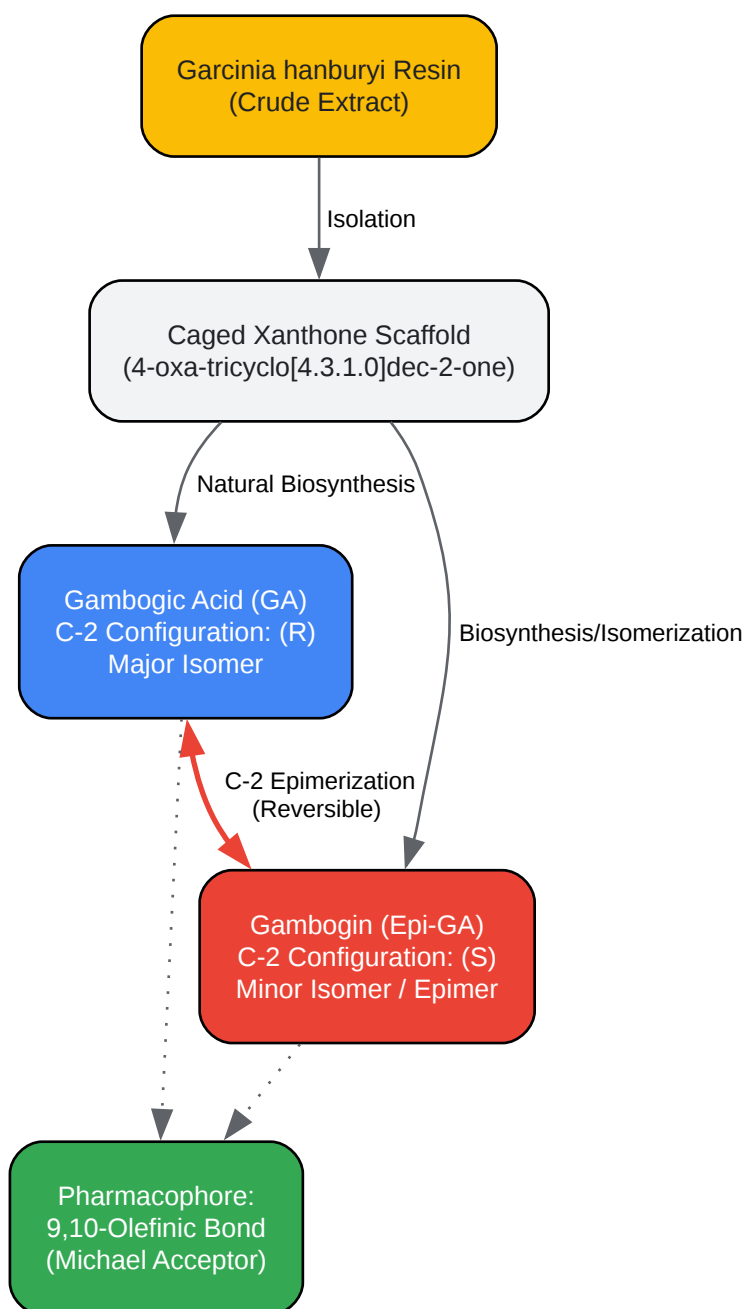 Garcinia hanburyi Resin
(Crude Extract)
Isolation
Caged Xanthone Scaffold
(4-oxa-tricyclo[4.3.1.0]dec-2-one)
Natural Biosynthesis
Gambogic Acid (GA)
C-2 Configuration: (R)
Major Isomer
Biosynthesis/Isomerization
C-2 Epimerization
(Reversible)
Gambogin (Epi-GA)
C-2 Configuration: (S)
Minor Isomer / Epimer
Pharmacophore:
9,10-Olefinic Bond
(Michael Acceptor)